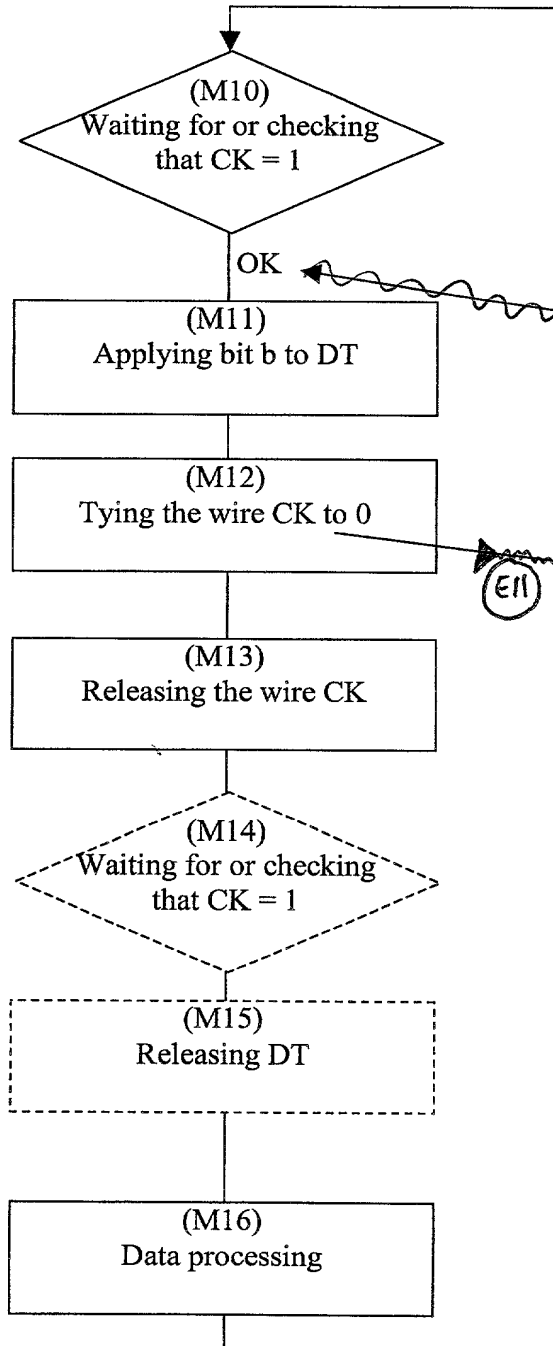 (M10)
Waiting for or checking
that CK = 1
OK
(M11)
Applying bit b to DT
(M12)
Tying the wire CK to 0
E11
(M13)
Releasing the wire CK
(M14)
Waiting for or checking
that CK = 1
(M15)
Releasing DT
(M16)
Data processing